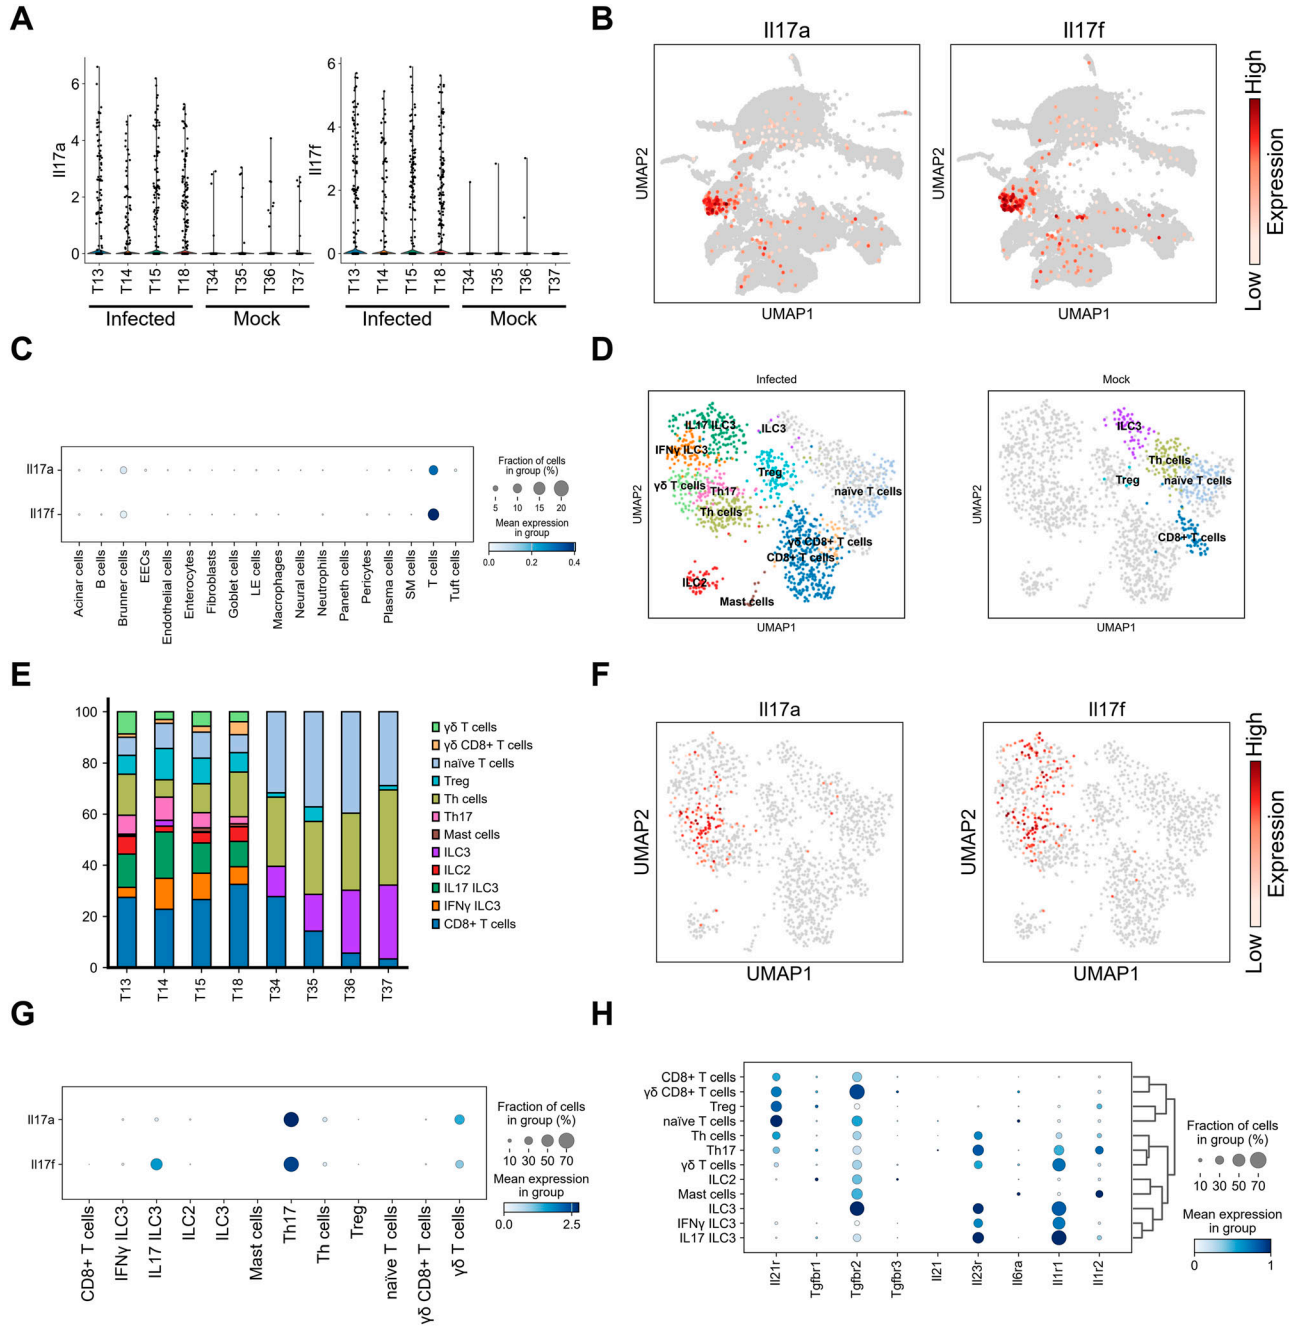 A
Il17a
6
4
2
0
T13
T14
T15
T18
T34
T35
T36
T37
Infected
Mock
Il17f
6
4
2
0
T13
T14
T15
T18
T34
T35
T36
T37
Infected
Mock
B
Il17a
Il17f
UMAP2
UMAP1
UMAP2
UMAP1
Low
Expression
High
C
Il17a
Il17f
Acinar cells
B cells
Brunner cells
EECs
Endothelial cells
Enterocytes
Fibroblasts
Goblet cells
LE cells
Macrophages
Neural cells
Neutrophils
Paneth cells
Pericytes
Plasma cells
SM cells
T cells
Tuft cells
Fraction of cells
in group (%)
5 10 15 20
Mean expression
in group
0.0 0.2 0.4
D
Infected
Mock
IL17 ILC3
ILC3
IFNγ ILC3
Treg
γδ T cells
Th17
naïve T cells
Th cells
γδ CD8+ T cells
CD8+ T cells
ILC2
Mast cells
UMAP2
UMAP1
ILC3
Th cells
Treg
naïve T cells
CD8+ T cells
UMAP2
UMAP1
E
100
80
60
40
20
0
T13
T14
T15
T18
T34
T35
T36
T37
γδ T cells
γδ CD8+ T cells
naïve T cells
Treg
Th cells
Th17
Mast cells
ILC3
ILC2
IL17 ILC3
IFNγ ILC3
CD8+ T cells
F
Il17a
Il17f
UMAP2
UMAP1
UMAP2
UMAP1
Low
Expression
High
G
Il17a
Il17f
CD8+ T cells
IFNγ ILC3
IL17 ILC3
ILC2
ILC3
Mast cells
Th17
Th cells
Treg
naïve T cells
γδ CD8+ T cells
γδ T cells
Fraction of cells
in group (%)
10 30 50 70
Mean expression
in group
0.0 2.5
H
CD8+ T cells
γδ CD8+ T cells
Treg
naïve T cells
Th cells
Th17
γδ T cells
ILC2
Mast cells
ILC3
IFNγ ILC3
IL17 ILC3
Il21r
Tgfbr1
Tgfbr2
Tgfbr3
Il21
Il23r
Il6ra
Il1r1
Il1r2
Fraction of cells
in group (%)
10 30 50 70
Mean expression
in group
0 1